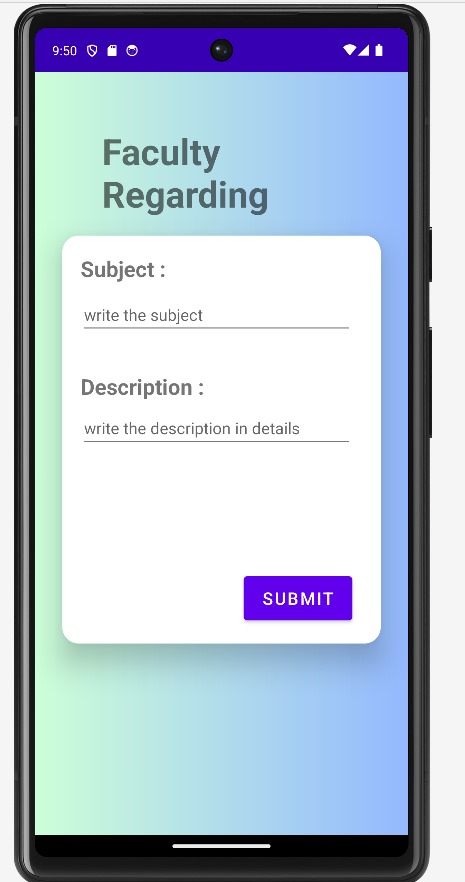 9:50
Faculty
Regarding
Subject :
write the subject
Description :
write the description in details
SUBMIT